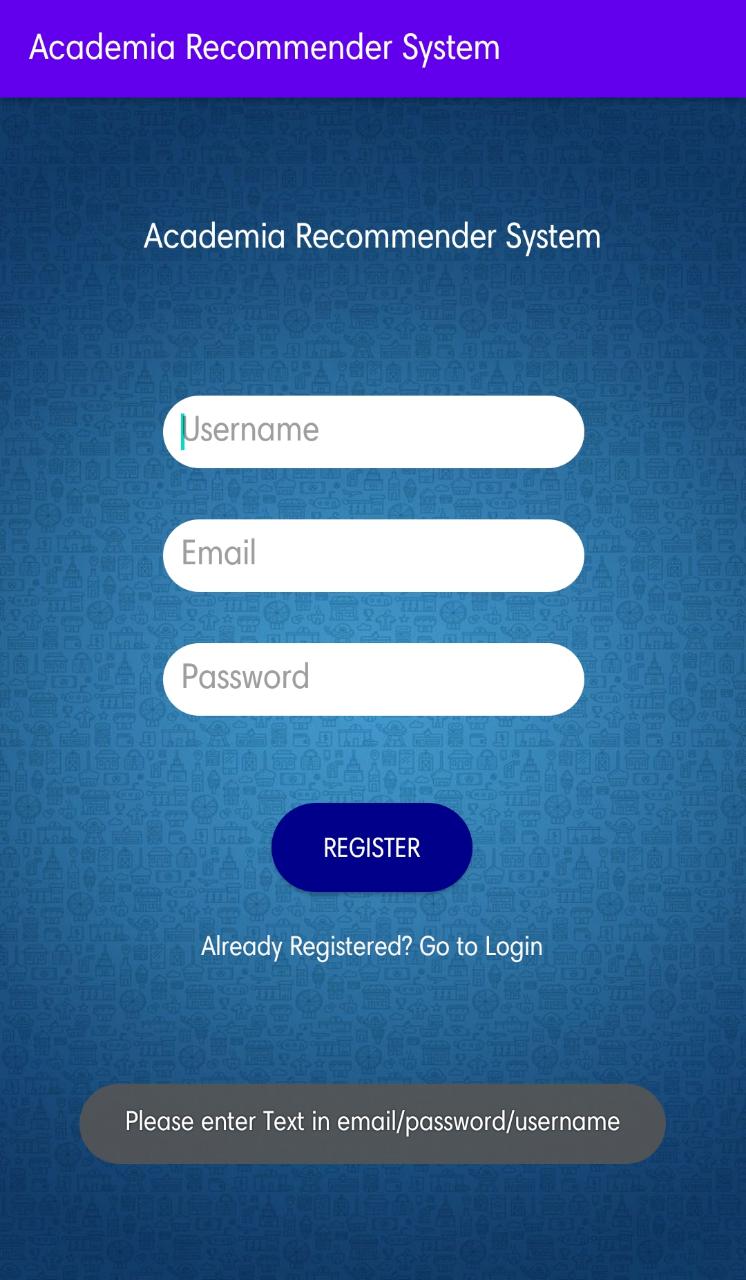 Academia Recommender System
Academia Recommender System
Username
Email
Password
REGISTER
Already Registered? Go to Login
Please enter Text in email/password/username